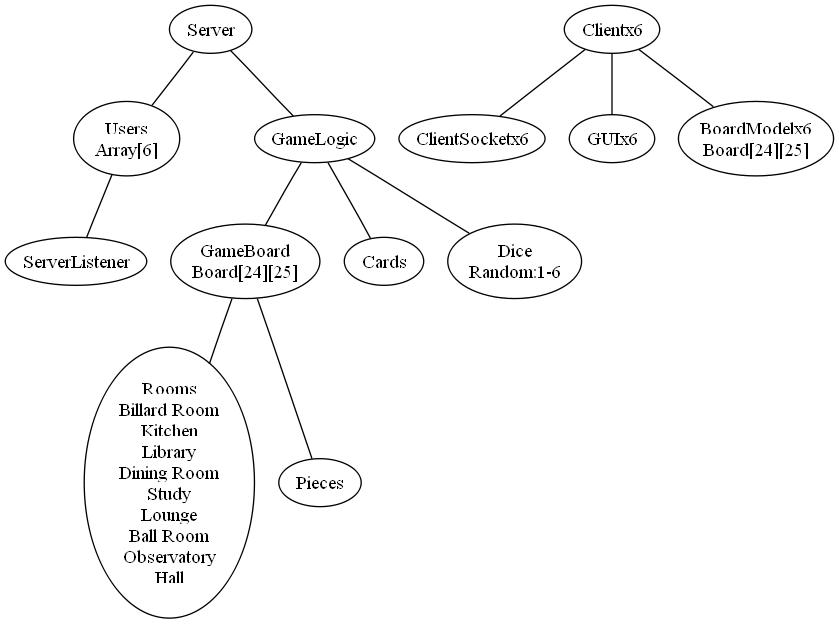 Server
Clientx6
Users
Array[6]
GameLogic
ClientSocketx6
GUIx6
BoardModelx6
Board[24][25]
ServerListener
GameBoard
Board[24][25]
Cards
Dice
Random:1-6
Rooms
Billard Room
Kitchen
Library
Dining Room
Study
Lounge
Ball Room
Observatory
Hall
Pieces